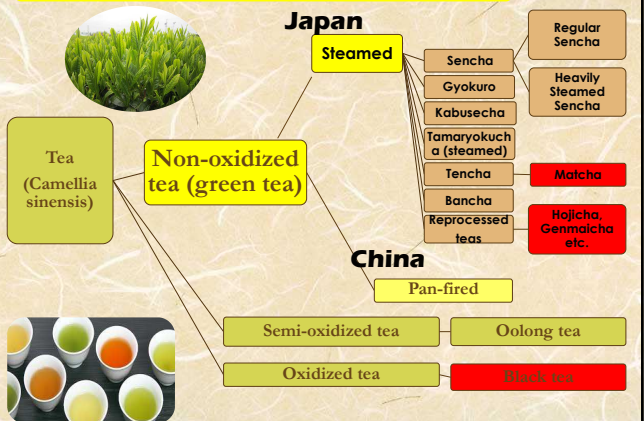 Japan
Steamed
Sencha
Regular
Sencha
Heavily
Steamed
Sencha
Gyokuro
Kabusecha
Tamaryokuch
a (steamed)
Tencha
Matcha
Bancha
Reprocessed
teas
Hojicha,
Genmaicha
etc.
Tea
(Camellia
sinensis)
Non-oxidized
tea (green tea)
China
Pan-fired
Semi-oxidized tea
Oolong tea
Oxidized tea
Black tea